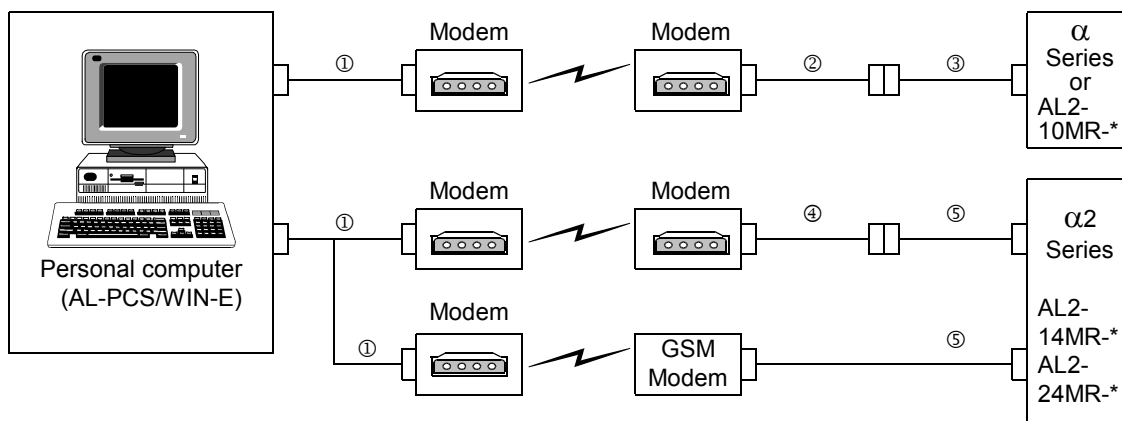 Modem
Modem
①
②
③
α
Series
or
AL2-
10MR-*
Personal computer
(AL-PCS/WIN-E)
Modem
Modem
①
④
⑤
α2
Series
AL2-
14MR-*
AL2-
24MR-*
Modem
①
GSM
Modem
⑤